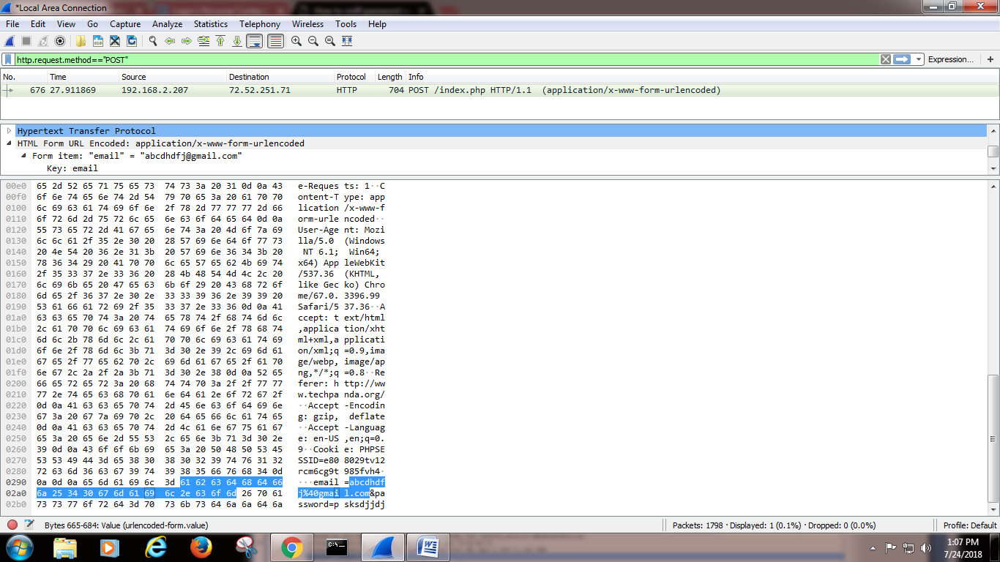 *Local Area Connection
File Edit View Go Capture Analyze Statistics Telephony Wireless Tools Help
http.request.method=="POST"
Expression... +
No. Time Source Destination Protocol Length Info
676 27.911869 192.168.2.207 72.52.251.71 HTTP 704 POST /index.php HTTP/1.1 (application/x-www-form-urlencoded)
Hypertext Transfer Protocol
HTML Form URL Encoded: application/x-www-form-urlencoded
Form item: "email" = "abcdhdfj@gmail.com"
Key: email
00e0 65 2d 52 65 71 75 65 73 74 73 3a 20 31 0d 0a 43 e-Reques ts: 1··C
00f0 6f 6e 74 65 6e 74 2d 54 79 70 65 3a 20 61 70 70 ontent-T ype: app
0100 6c 69 63 61 74 69 6f 6e 2f 78 2d 77 77 77 2d 66 lication /x-www-f
0110 6f 72 6d 2d 75 72 6c 65 6e 63 6f 64 65 64 0d 0a orm-urle ncoded··
0120 55 73 65 72 2d 41 67 65 6e 74 3a 20 4d 6f 7a 69 User-Age nt: Mozi
0130 6c 6c 61 2f 35 2e 30 20 28 57 69 6e 64 6f 77 73 lla/5.0 (Windows
0140 20 4e 54 20 36 2e 31 3b 20 57 69 6e 36 34 3b 20 NT 6.1; Win64;
0150 78 36 34 29 20 41 70 70 6c 65 57 65 62 4b 69 74 x64) App leWebKit
0160 2f 35 33 37 2e 33 36 20 28 4b 48 54 4d 4c 2c 20 /537.36 (KHTML,
0170 6c 69 6b 65 20 47 65 63 6b 6f 29 20 43 68 72 6f like Gec ko) Chro
0180 6d 65 2f 36 37 2e 30 2e 33 33 39 36 2e 39 39 20 me/67.0. 3396.99
0190 53 61 66 61 72 69 2f 35 33 37 2e 33 36 0d 0a 41 Safari/5 37.36··A
01a0 63 63 65 70 74 3a 20 74 65 78 74 2f 68 74 6d 6c ccept: t ext/html
01b0 2c 61 70 70 6c 69 63 61 74 69 6f 6e 2f 78 68 74 ,applica tion/xht
01c0 6d 6c 2b 78 6d 6c 2c 61 70 70 6c 69 63 61 74 69 ml+xml,a pplicati
01d0 6f 6e 2f 78 6d 6c 3b 71 3d 30 2e 39 2c 69 6d 61 on/xml;q =0.9,ima
01e0 67 65 2f 77 65 62 70 2c 69 6d 61 67 65 2f 61 70 ge/webp, image/ap
01f0 6e 67 2c 2a 2f 2a 3b 71 3d 30 2e 38 0d 0a 52 65 ng,*/*;q =0.8··Re
0200 66 65 72 65 72 3a 20 68 74 74 70 3a 2f 2f 77 77 ferer: h ttp://ww
0210 77 2e 74 65 63 68 70 61 6e 64 61 2e 6f 72 67 2f w.techpa nda.org/
0220 0d 0a 41 63 63 65 70 74 2d 45 6e 63 6f 64 69 6e ··Accept -Encodin
0230 67 3a 20 67 7a 69 70 2c 20 64 65 66 6c 61 74 65 g: gzip, deflate
0240 0d 0a 41 63 63 65 70 74 2d 4c 61 6e 67 75 61 67 ··Accept -Languag
0250 65 3a 20 65 6e 2d 55 53 2c 65 6e 3b 71 3d 30 2e e: en-US ,en;q=0.
0260 39 0d 0a 43 6f 6f 6b 69 65 3a 20 50 48 50 53 45 9··Cooki e: PHPSE
0270 53 53 49 44 3d 65 38 30 38 30 32 39 74 76 31 32 SSID=e80 8029tv12
0280 72 63 6d 36 63 67 39 74 39 38 35 66 76 68 34 0d rcm6cg9t 985fvh4·
0290 0a 0d 0a 65 6d 61 69 6c 3d 61 62 63 64 68 64 66 ···email =abcdhdf
02a0 6a 25 34 30 67 6d 61 69 6c 2e 63 6f 6d 26 70 61 j%40gmai l.com&pa
02b0 73 73 77 6f 72 64 3d 70 73 6b 73 64 6a 6a 64 6a ssword=p sksdjjdj
Bytes 665-684: Value (urlencoded-form.value) Packets: 1798 · Displayed: 1 (0.1%) · Dropped: 0 (0.0%) Profile: Default
1:07 PM
7/24/2018